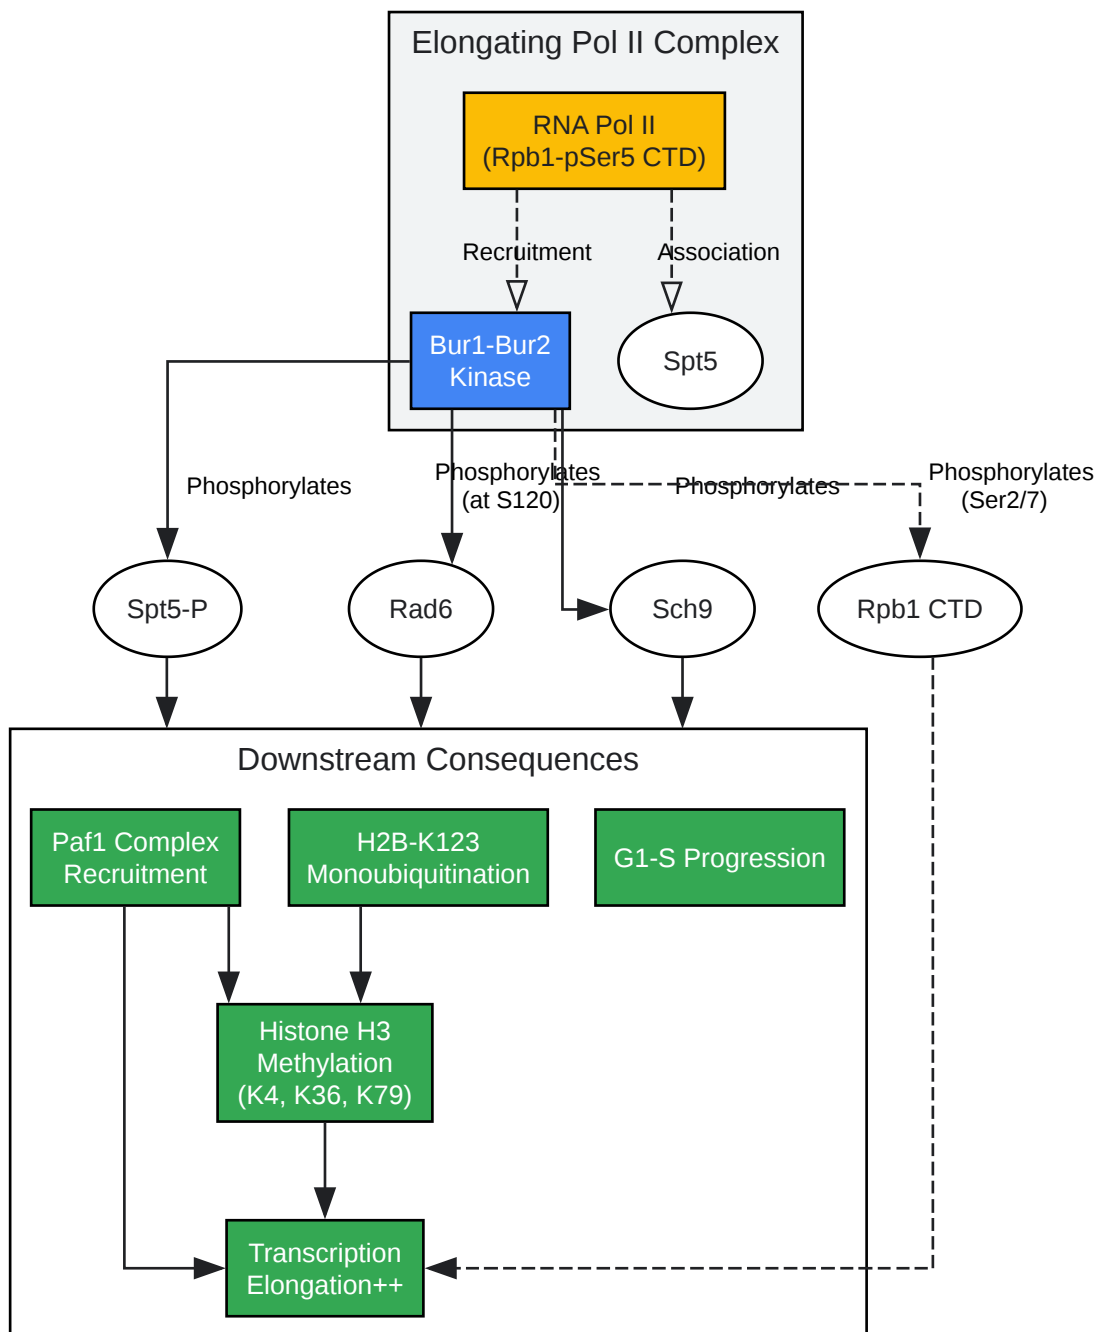 Elongating Pol II Complex
RNA Pol II
(Rpb1-pSer5 CTD)
Recruitment
Association
Bur1-Bur2
Kinase
Spt5
Phosphorylates
Phosphorylates
(at S120)
Phosphorylates
Phosphorylates
(Ser2/7)
Spt5-P
Rad6
Sch9
Rpb1 CTD
Downstream Consequences
Paf1 Complex
Recruitment
H2B-K123
Monoubiquitination
G1-S Progression
Histone H3
Methylation
(K4, K36, K79)
Transcription
Elongation++